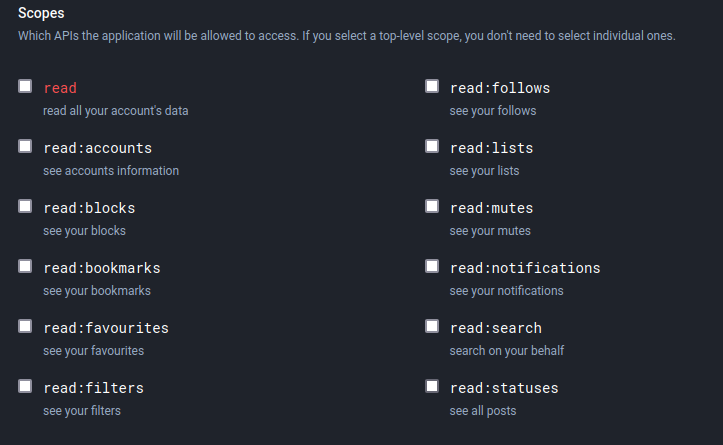 Scopes
Which APIs the application will be allowed to access. If you select a top-level scope, you don't need to select individual ones.
read
read all your account's data
read:accounts
see accounts information
read:blocks
see your blocks
read:bookmarks
see your bookmarks
read:favourites
see your favourites
read:filters
see your filters
read:follows
see your follows
read:lists
see your lists
read:mutes
see your mutes
read:notifications
see your notifications
read:search
search on your behalf
read:statuses
see all posts